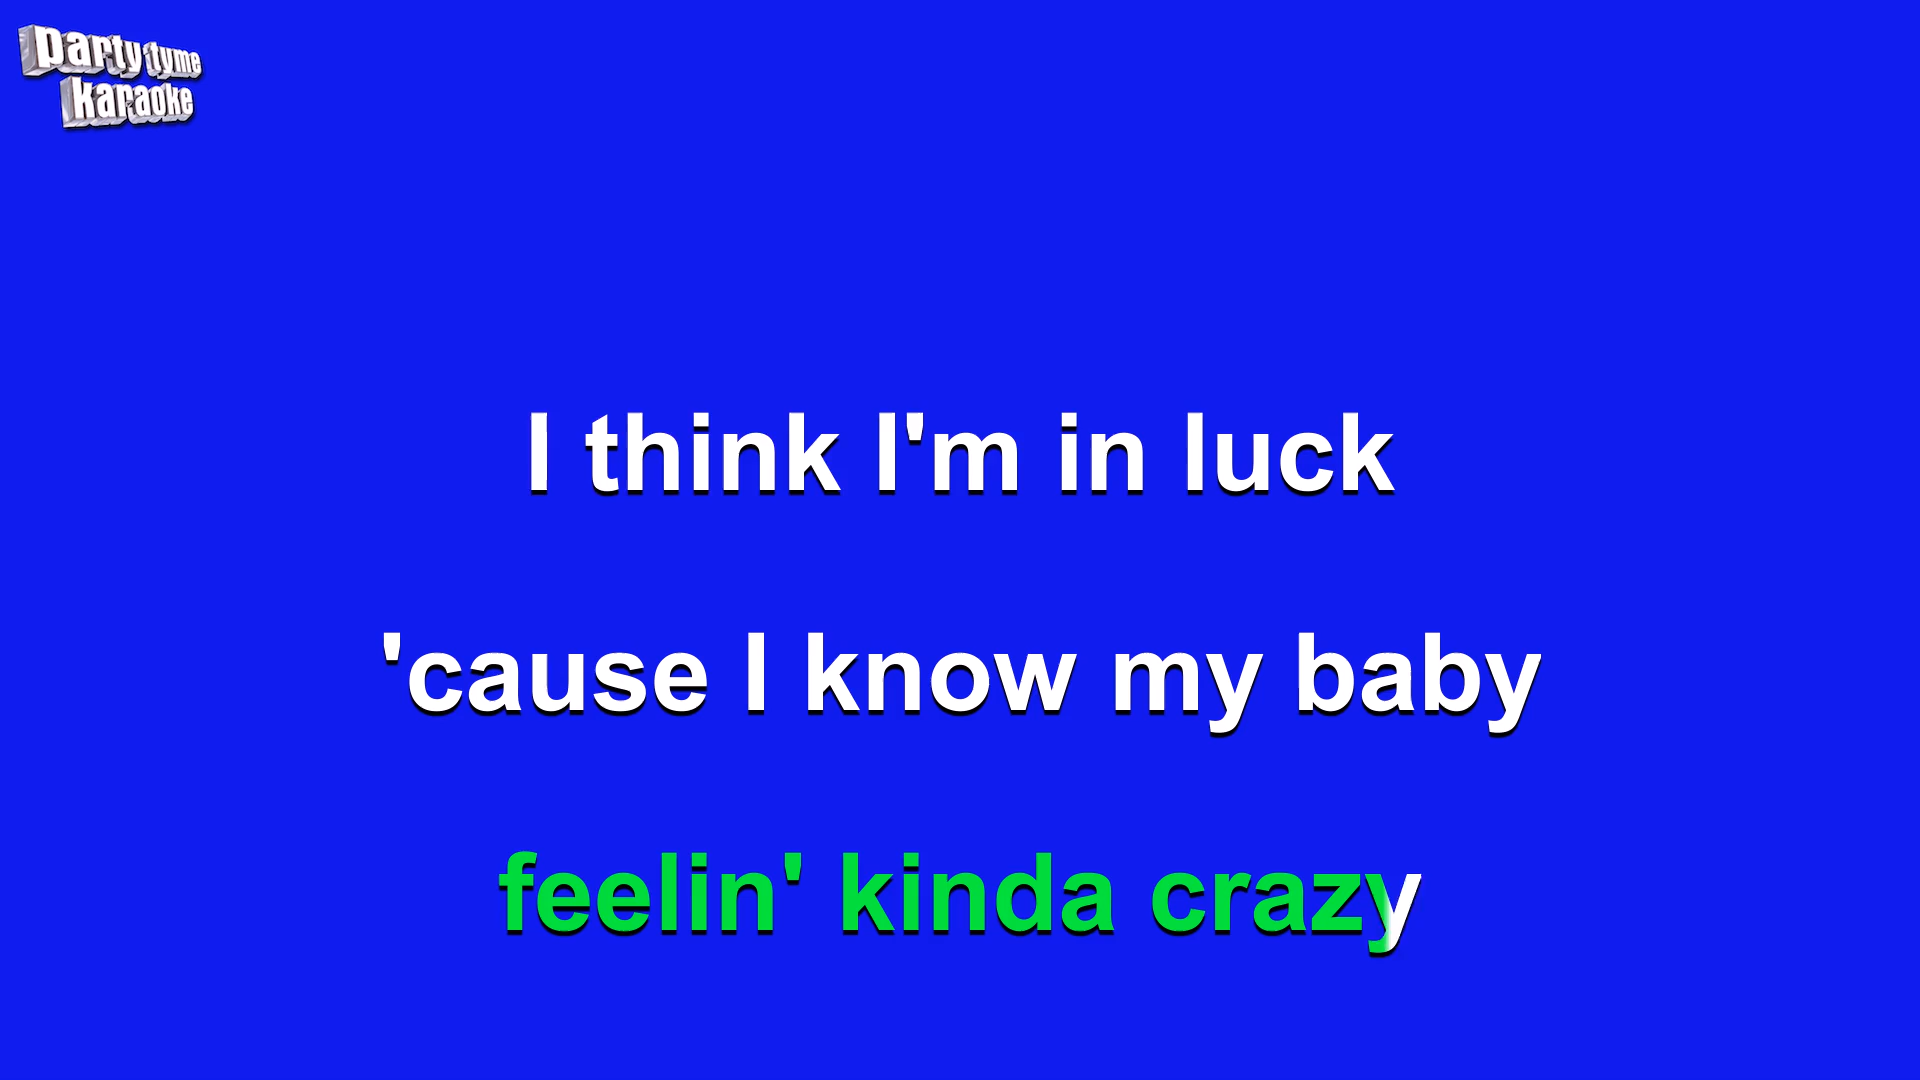 party tyme
karaoke
I think I'm in luck
'cause I know my baby
feelin' kinda crazy